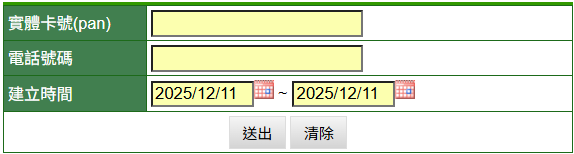 實體卡號(pan)
電話號碼
建立時間 2025/12/11 ~ 2025/12/11
送出 清除